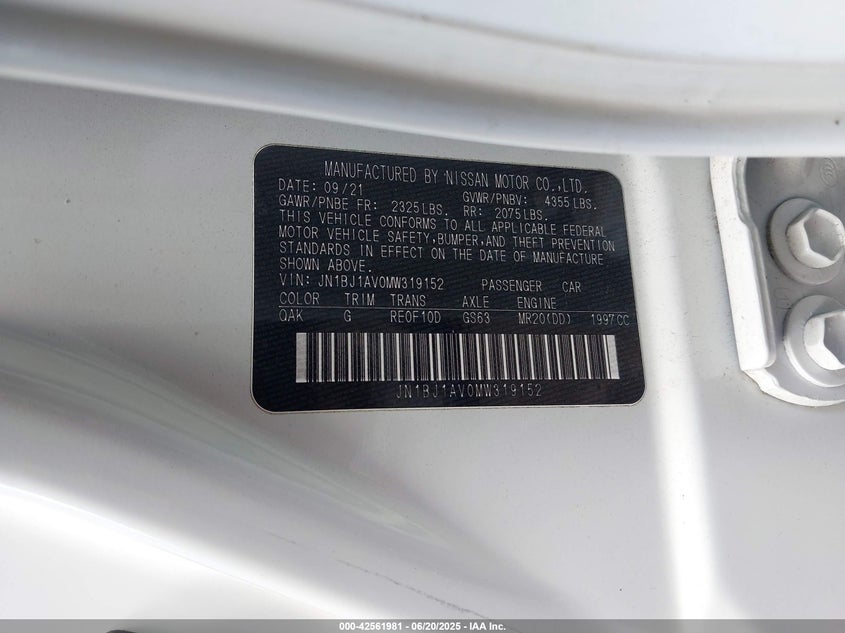 MANUFACTURED BY NISSAN MOTOR CO.,LTD.
DATE: 09/21 GVWR/PNBV: 4355 LBS.
GAWR/PNBE FR: 2325 LBS. RR: 2075 LBS.
THIS VEHICLE CONFORMS TO ALL APPLICABLE FEDERAL
MOTOR VEHICLE SAFETY,BUMPER,AND THEFT PREVENTION
STANDARDS IN EFFECT ON THE DATE OF MANUFACTURE
SHOWN ABOVE.
VIN: JN1BJ1AV0MW319152 PASSENGER CAR
COLOR TRIM TRANS AXLE ENGINE
QAK G RE0F10D GS63 MR20(DD) 1997CC
JN1BJ1AV0MW319152
000-42561981 - 06/20/2025 - IAA Inc.